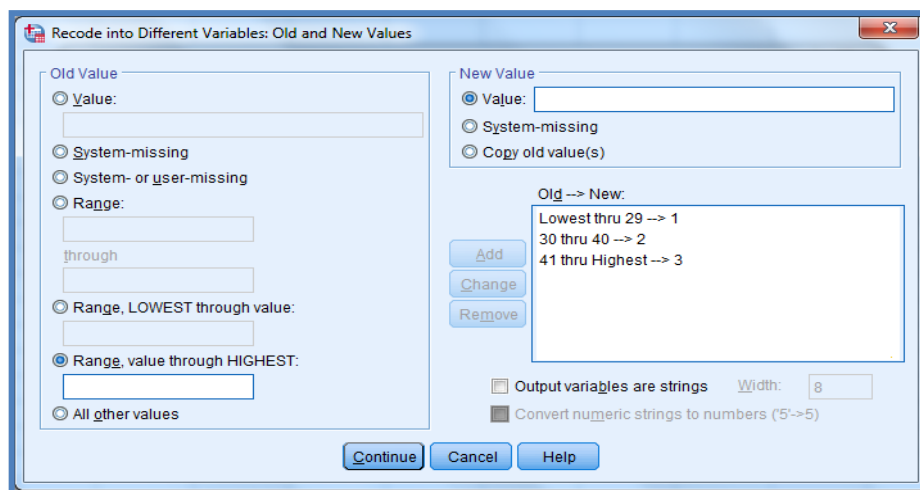 Recode into Different Variables: Old and New Values
Old Value
Value:
System-missing
System- or user-missing
Range:
through
Range, LOWEST through value:
Range, value through HIGHEST:
All other values
New Value
Value:
System-missing
Copy old value(s)
Old --> New:
Lowest thru 29 --> 1
30 thru 40 --> 2
41 thru Highest --> 3
Add
Change
Remove
Output variables are strings Width: 8
Convert numeric strings to numbers ('5'->5)
Continue Cancel Help